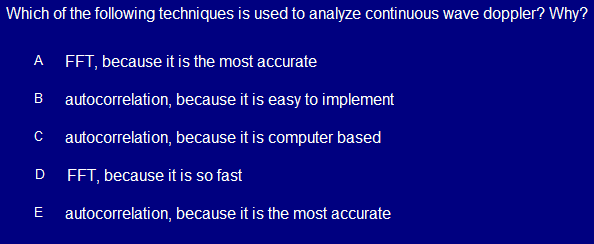 Which of the following techniques is used to analyze continuous wave doppler? Why?
A FFT, because it is the most accurate
B autocorrelation, because it is easy to implement
C autocorrelation, because it is computer based
D FFT, because it is so fast
E autocorrelation, because it is the most accurate